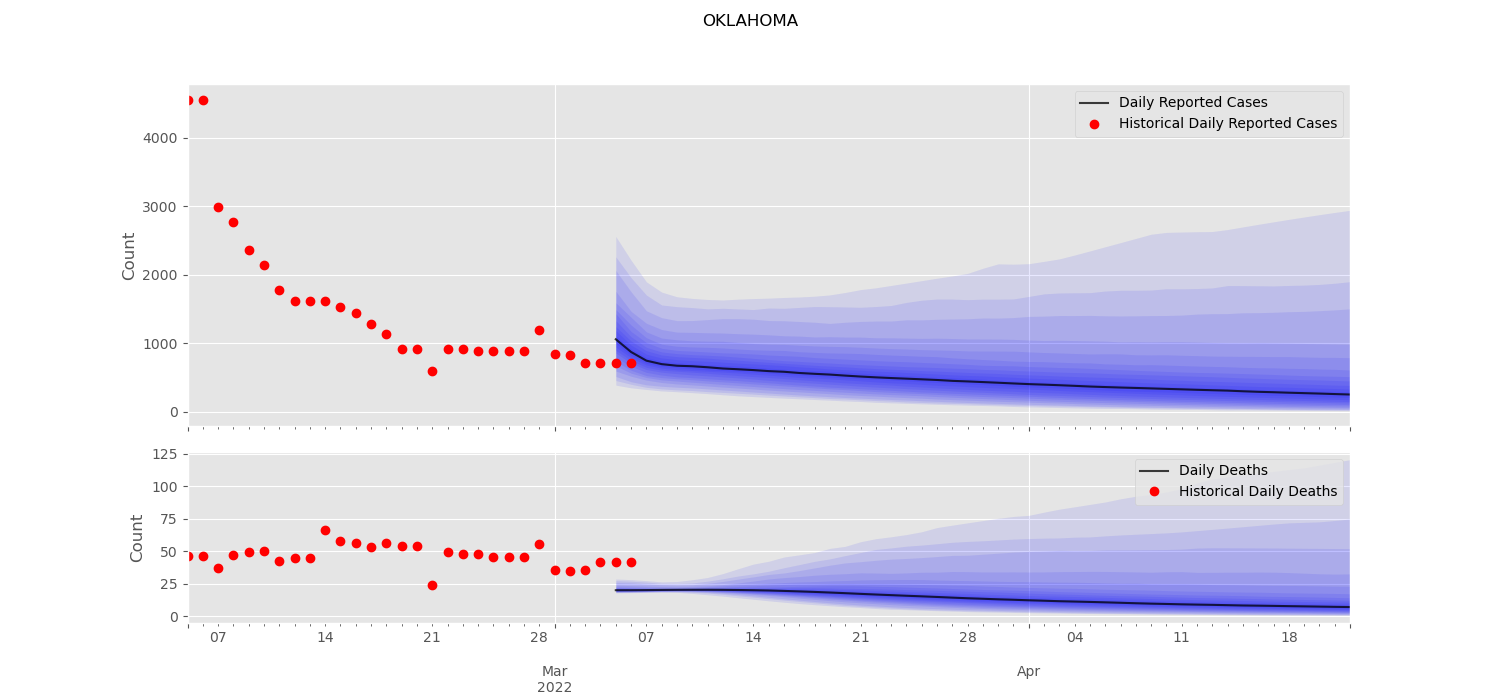 OKLAHOMA
Daily Reported Cases
Historical Daily Reported Cases
4000
3000
2000
1000
0
Count
Daily Deaths
Historical Daily Deaths
125
100
75
50
25
0
Count
07 14 21 28 07 14 21 28 04 11 18
Mar Apr
2022